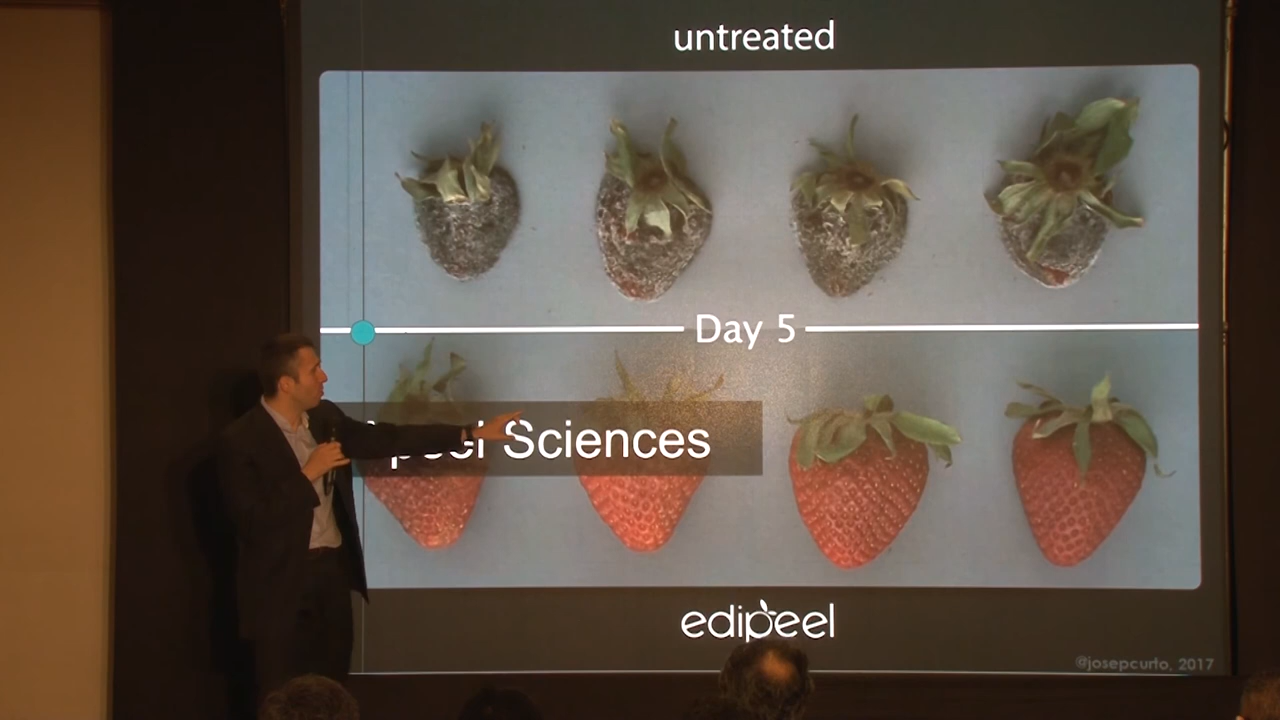 untreated
Day 5
Sciences
edipeel
@josepcurto, 2017